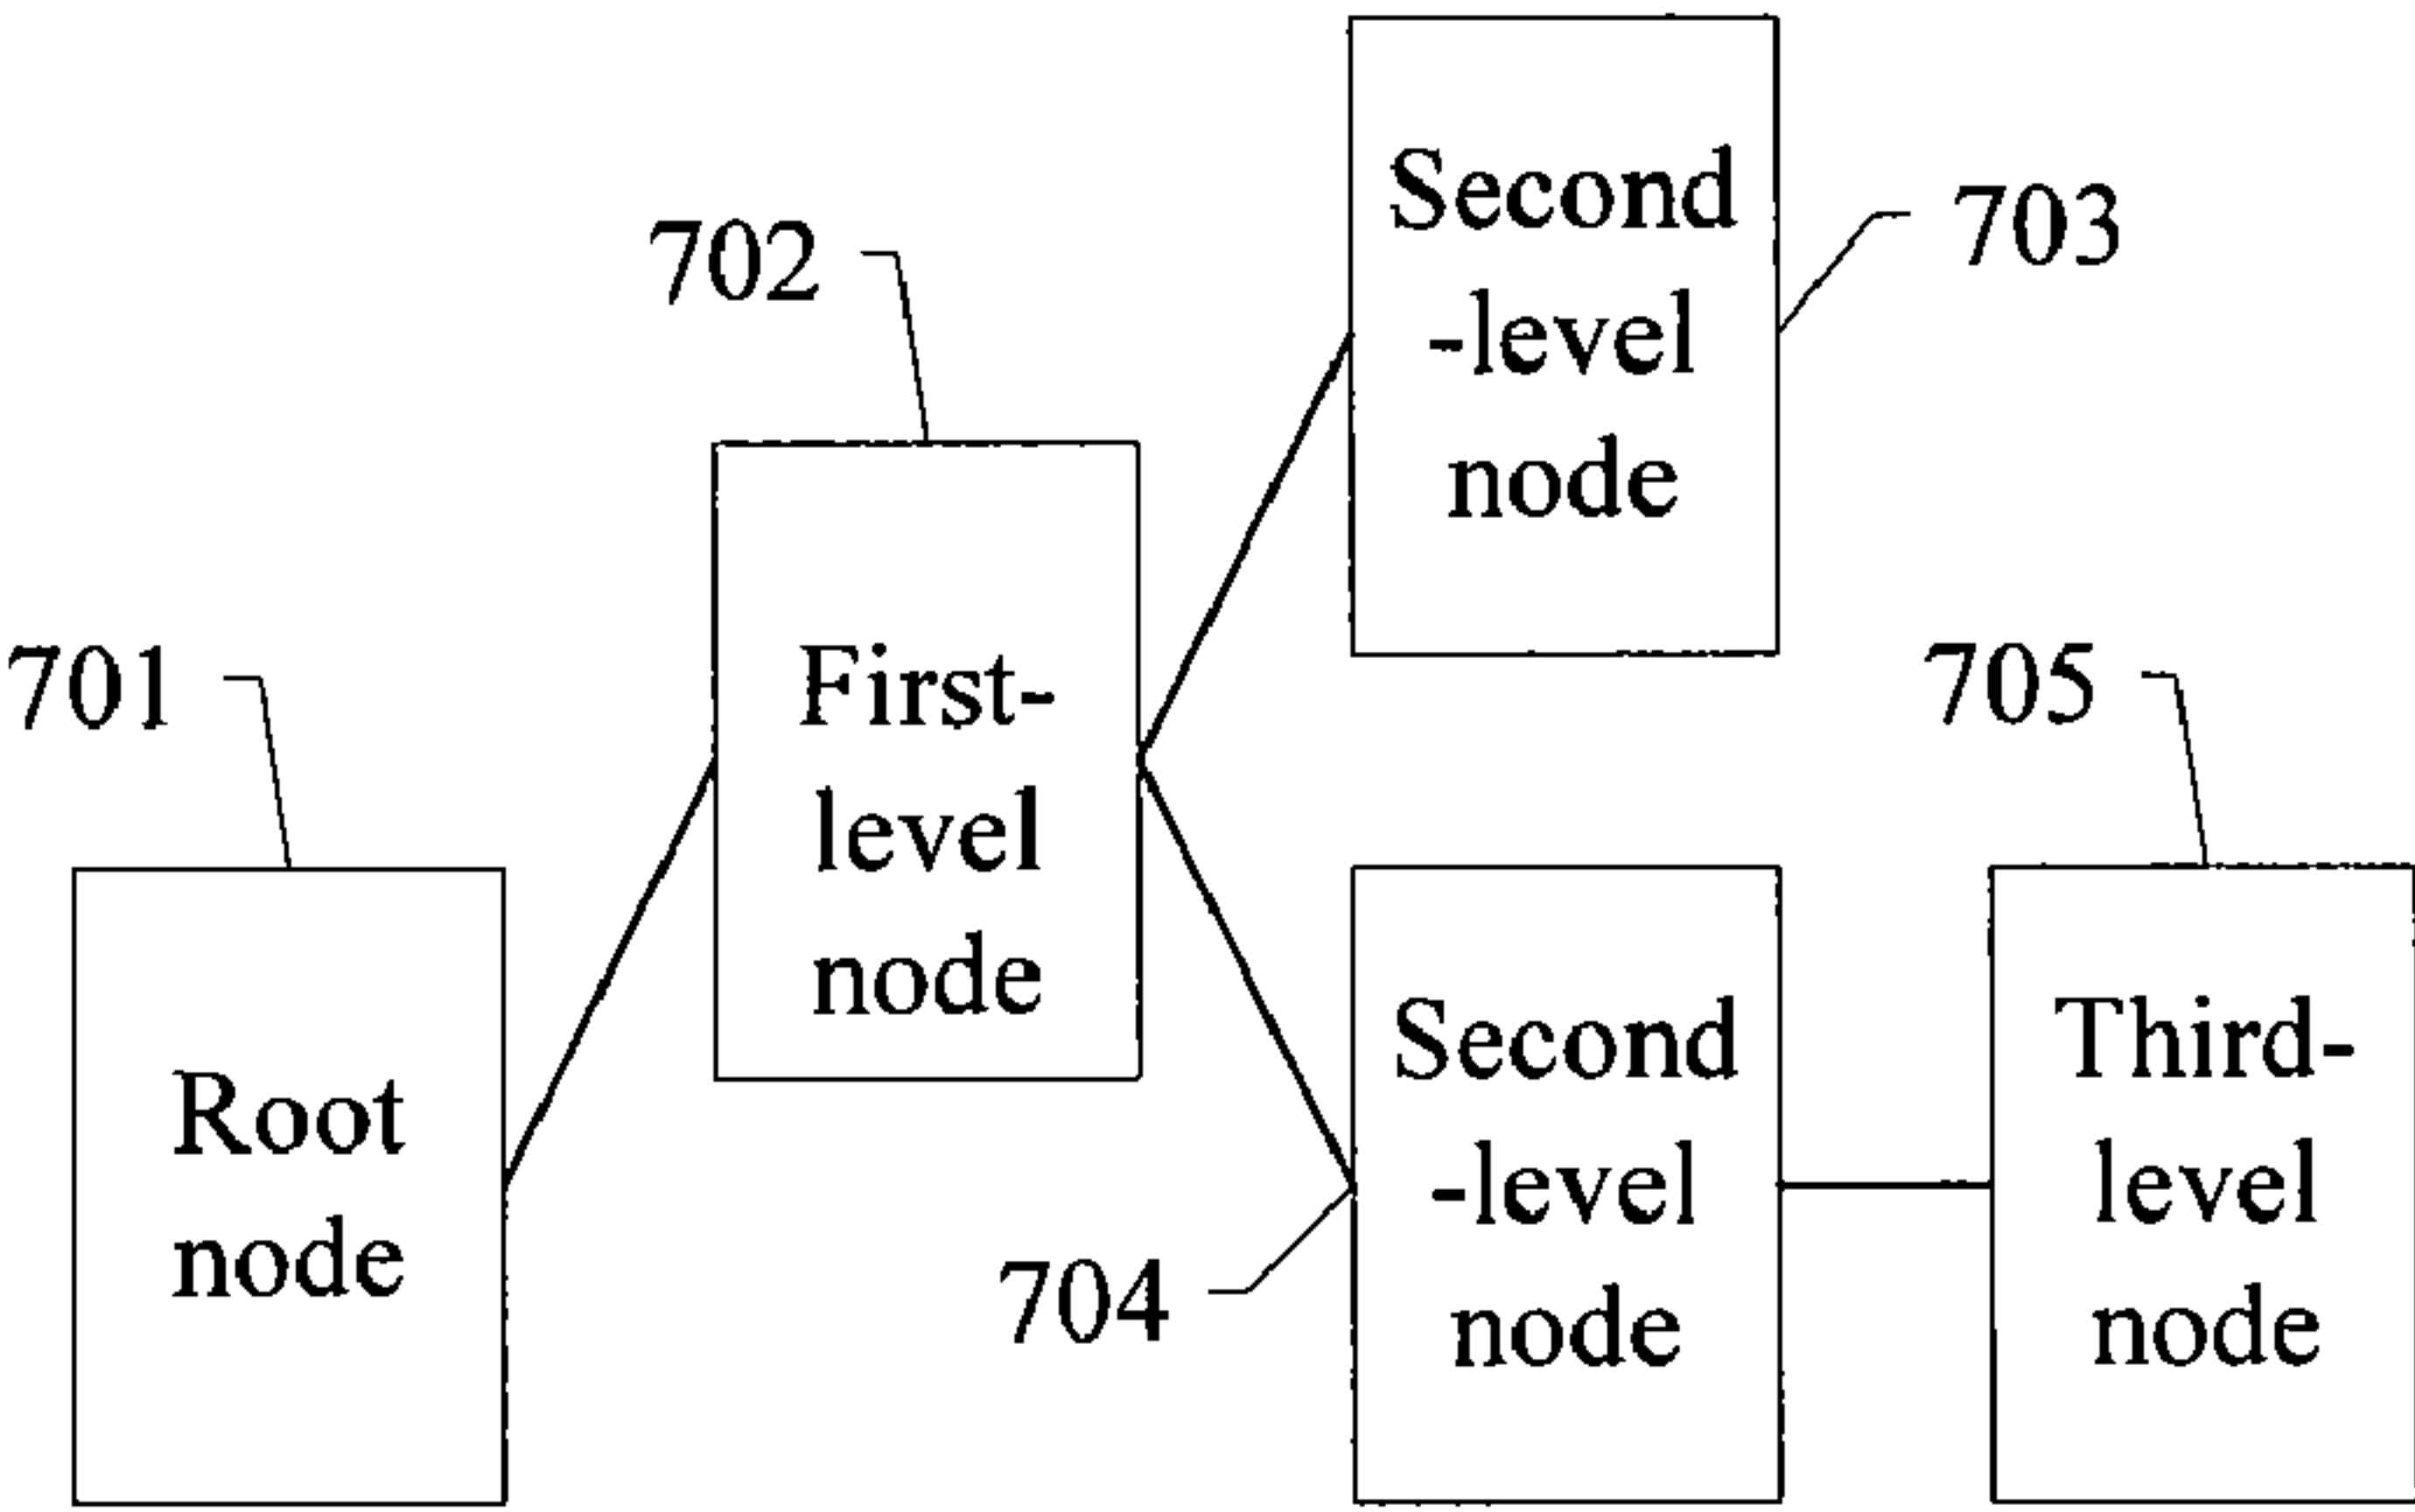 701
Root
node
702
First-
level
node
703
Second
-level
node
704
Second
-level
node
705
Third-
level
node